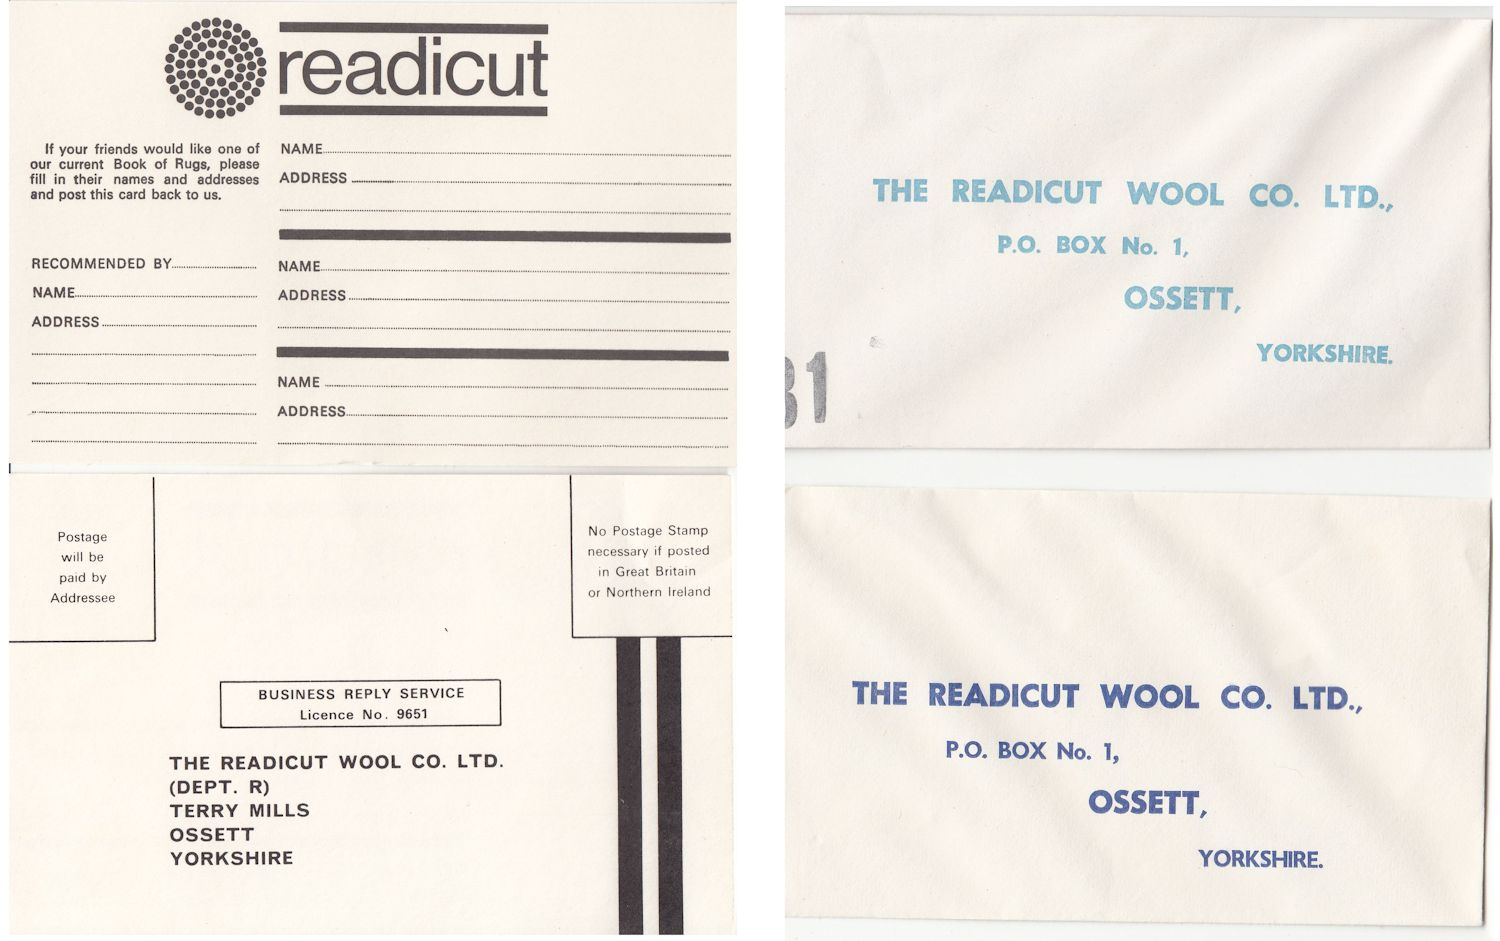 readicut
If your friends would like one of
our current Book of Rugs, please
fill in their names and addresses
and post this card back to us.
RECOMMENDED BY
NAME
ADDRESS
NAME
ADDRESS
NAME
ADDRESS
NAME
ADDRESS
Postage
will be
paid by
Addressee
No Postage Stamp
necessary if posted
in Great Britain
or Northern Ireland
BUSINESS REPLY SERVICE
Licence No. 9651
THE READICUT WOOL CO. LTD.
(DEPT. R)
TERRY MILLS
OSSETT
YORKSHIRE
THE READICUT WOOL CO. LTD.,
P.O. BOX No. 1,
OSSETT,
YORKSHIRE.
31
THE READICUT WOOL CO. LTD.,
P.O. BOX No. 1,
OSSETT,
YORKSHIRE.